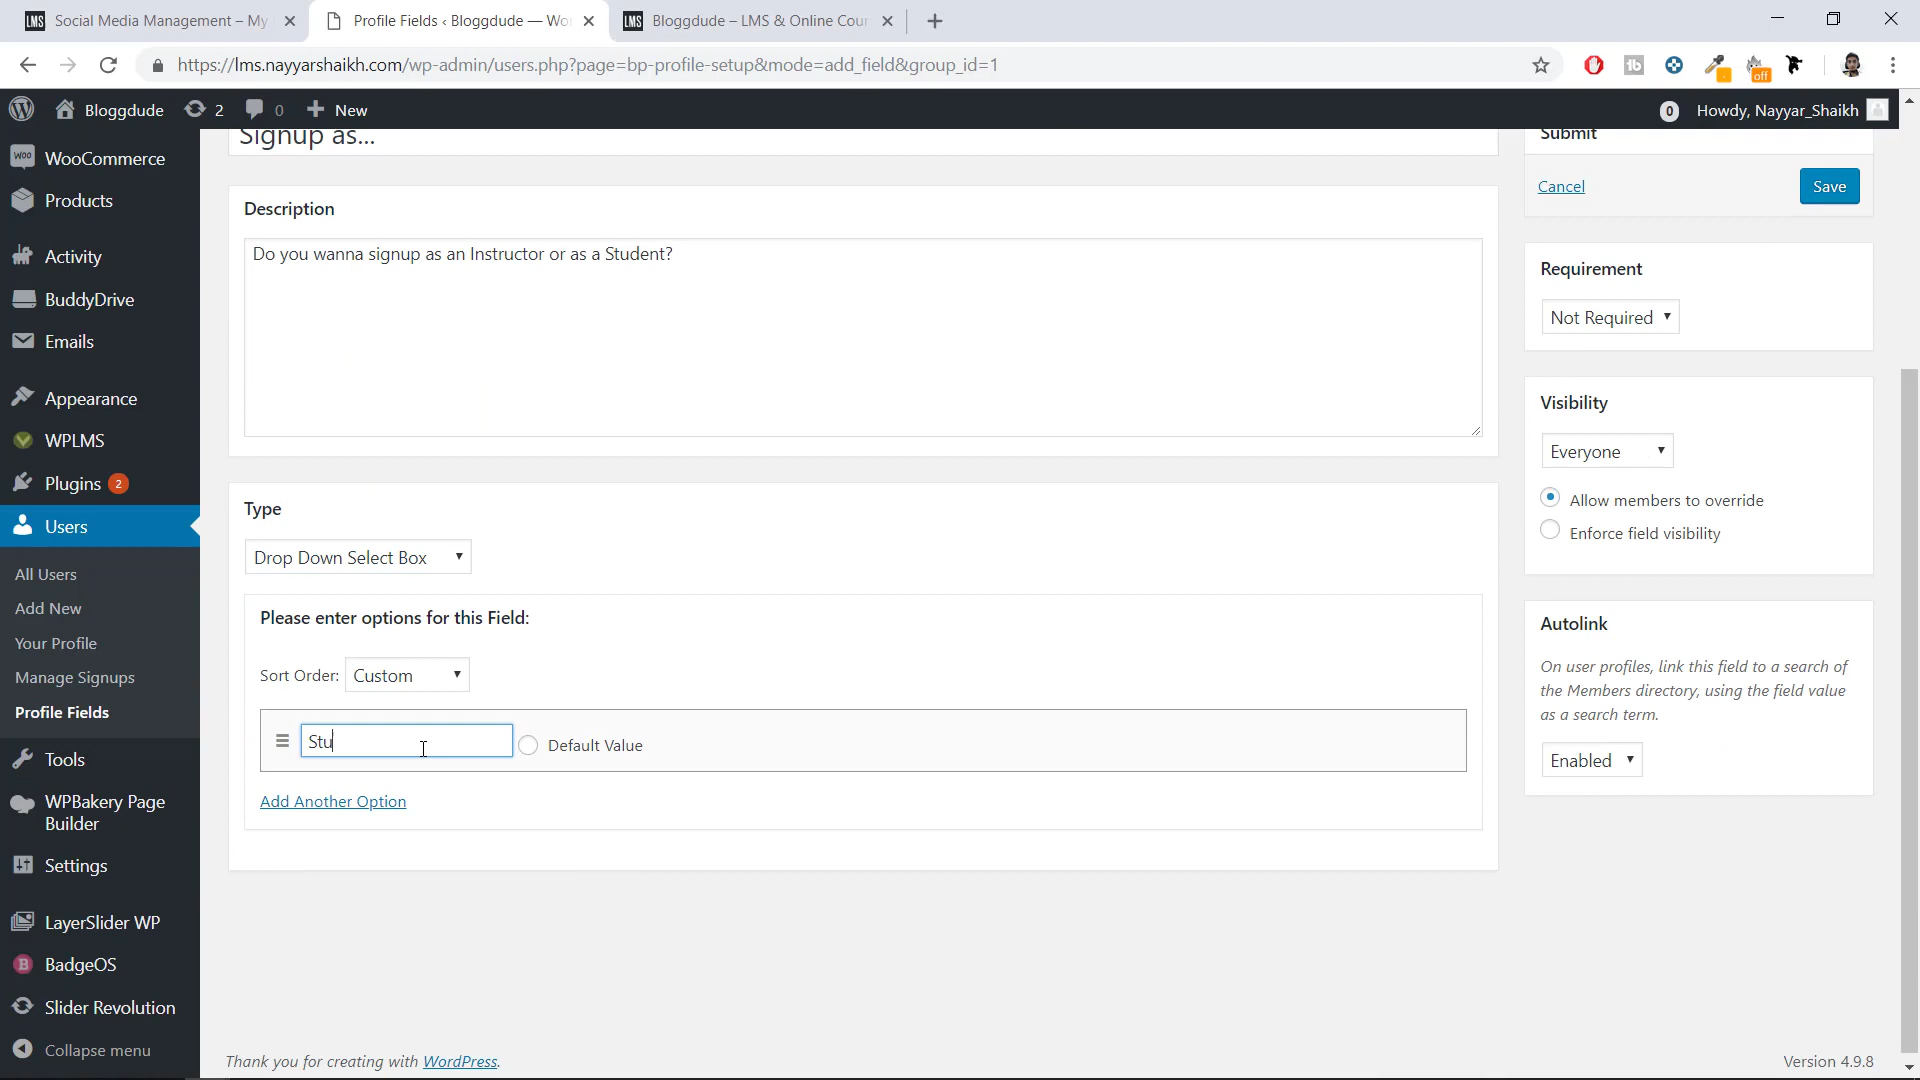 LMS Social Media Management – My
Profile Fields ‹ Bloggdude — Wo
LMS Bloggdude – LMS & Online Cour
https://lms.nayyarshaikh.com/wp-admin/users.php?page=bp-profile-setup&mode=add_field&group_id=1
off
Bloggdude 2 0 New
0 Howdy, Nayyar_Shaikh
WooCommerce
Products
Activity
BuddyDrive
Emails
Appearance
WPLMS
Plugins 2
Users
All Users
Add New
Your Profile
Manage Signups
Profile Fields
Tools
WPBakery Page
Builder
Settings
LayerSlider WP
BadgeOS
Slider Revolution
Collapse menu
Signup as...
Description
Do you wanna signup as an Instructor or as a Student?
Type
Drop Down Select Box
Please enter options for this Field:
Sort Order: Custom
Stu Default Value
Add Another Option
Submit
Cancel Save
Requirement
Not Required
Visibility
Everyone
Allow members to override
Enforce field visibility
Autolink
On user profiles, link this field to a search of
the Members directory, using the field value
as a search term.
Enabled
Thank you for creating with WordPress.
Version 4.9.8